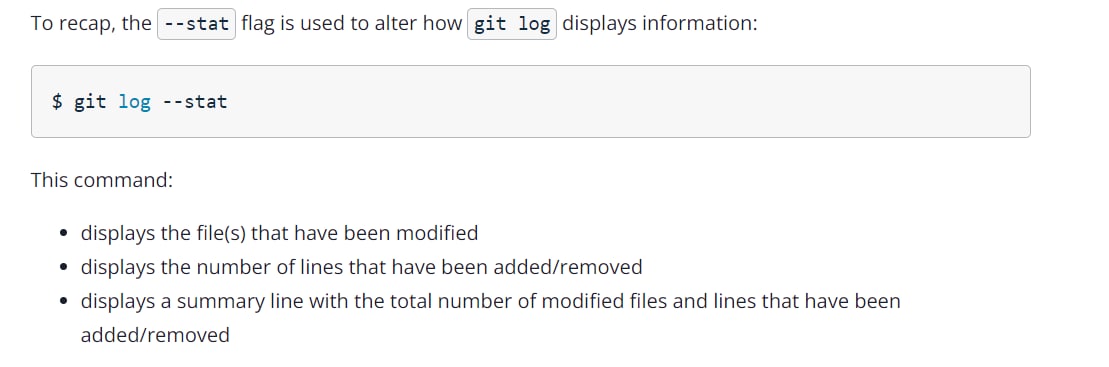 To recap, the --stat flag is used to alter how git log displays information:
$ git log --stat
This command:
• displays the file(s) that have been modified
• displays the number of lines that have been added/removed
• displays a summary line with the total number of modified files and lines that have been
added/removed